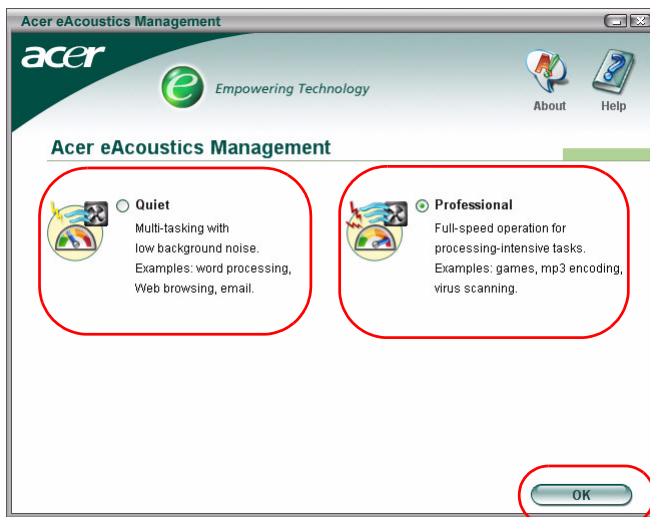 Acer eAcoustics Management
acer
e Empowering Technology
About
Help
Acer eAcoustics Management
Quiet
Multi-tasking with
low background noise.
Examples: word processing,
Web browsing, email.
Professional
Full-speed operation for
processing-intensive tasks.
Examples: games, mp3 encoding,
virus scanning.
OK